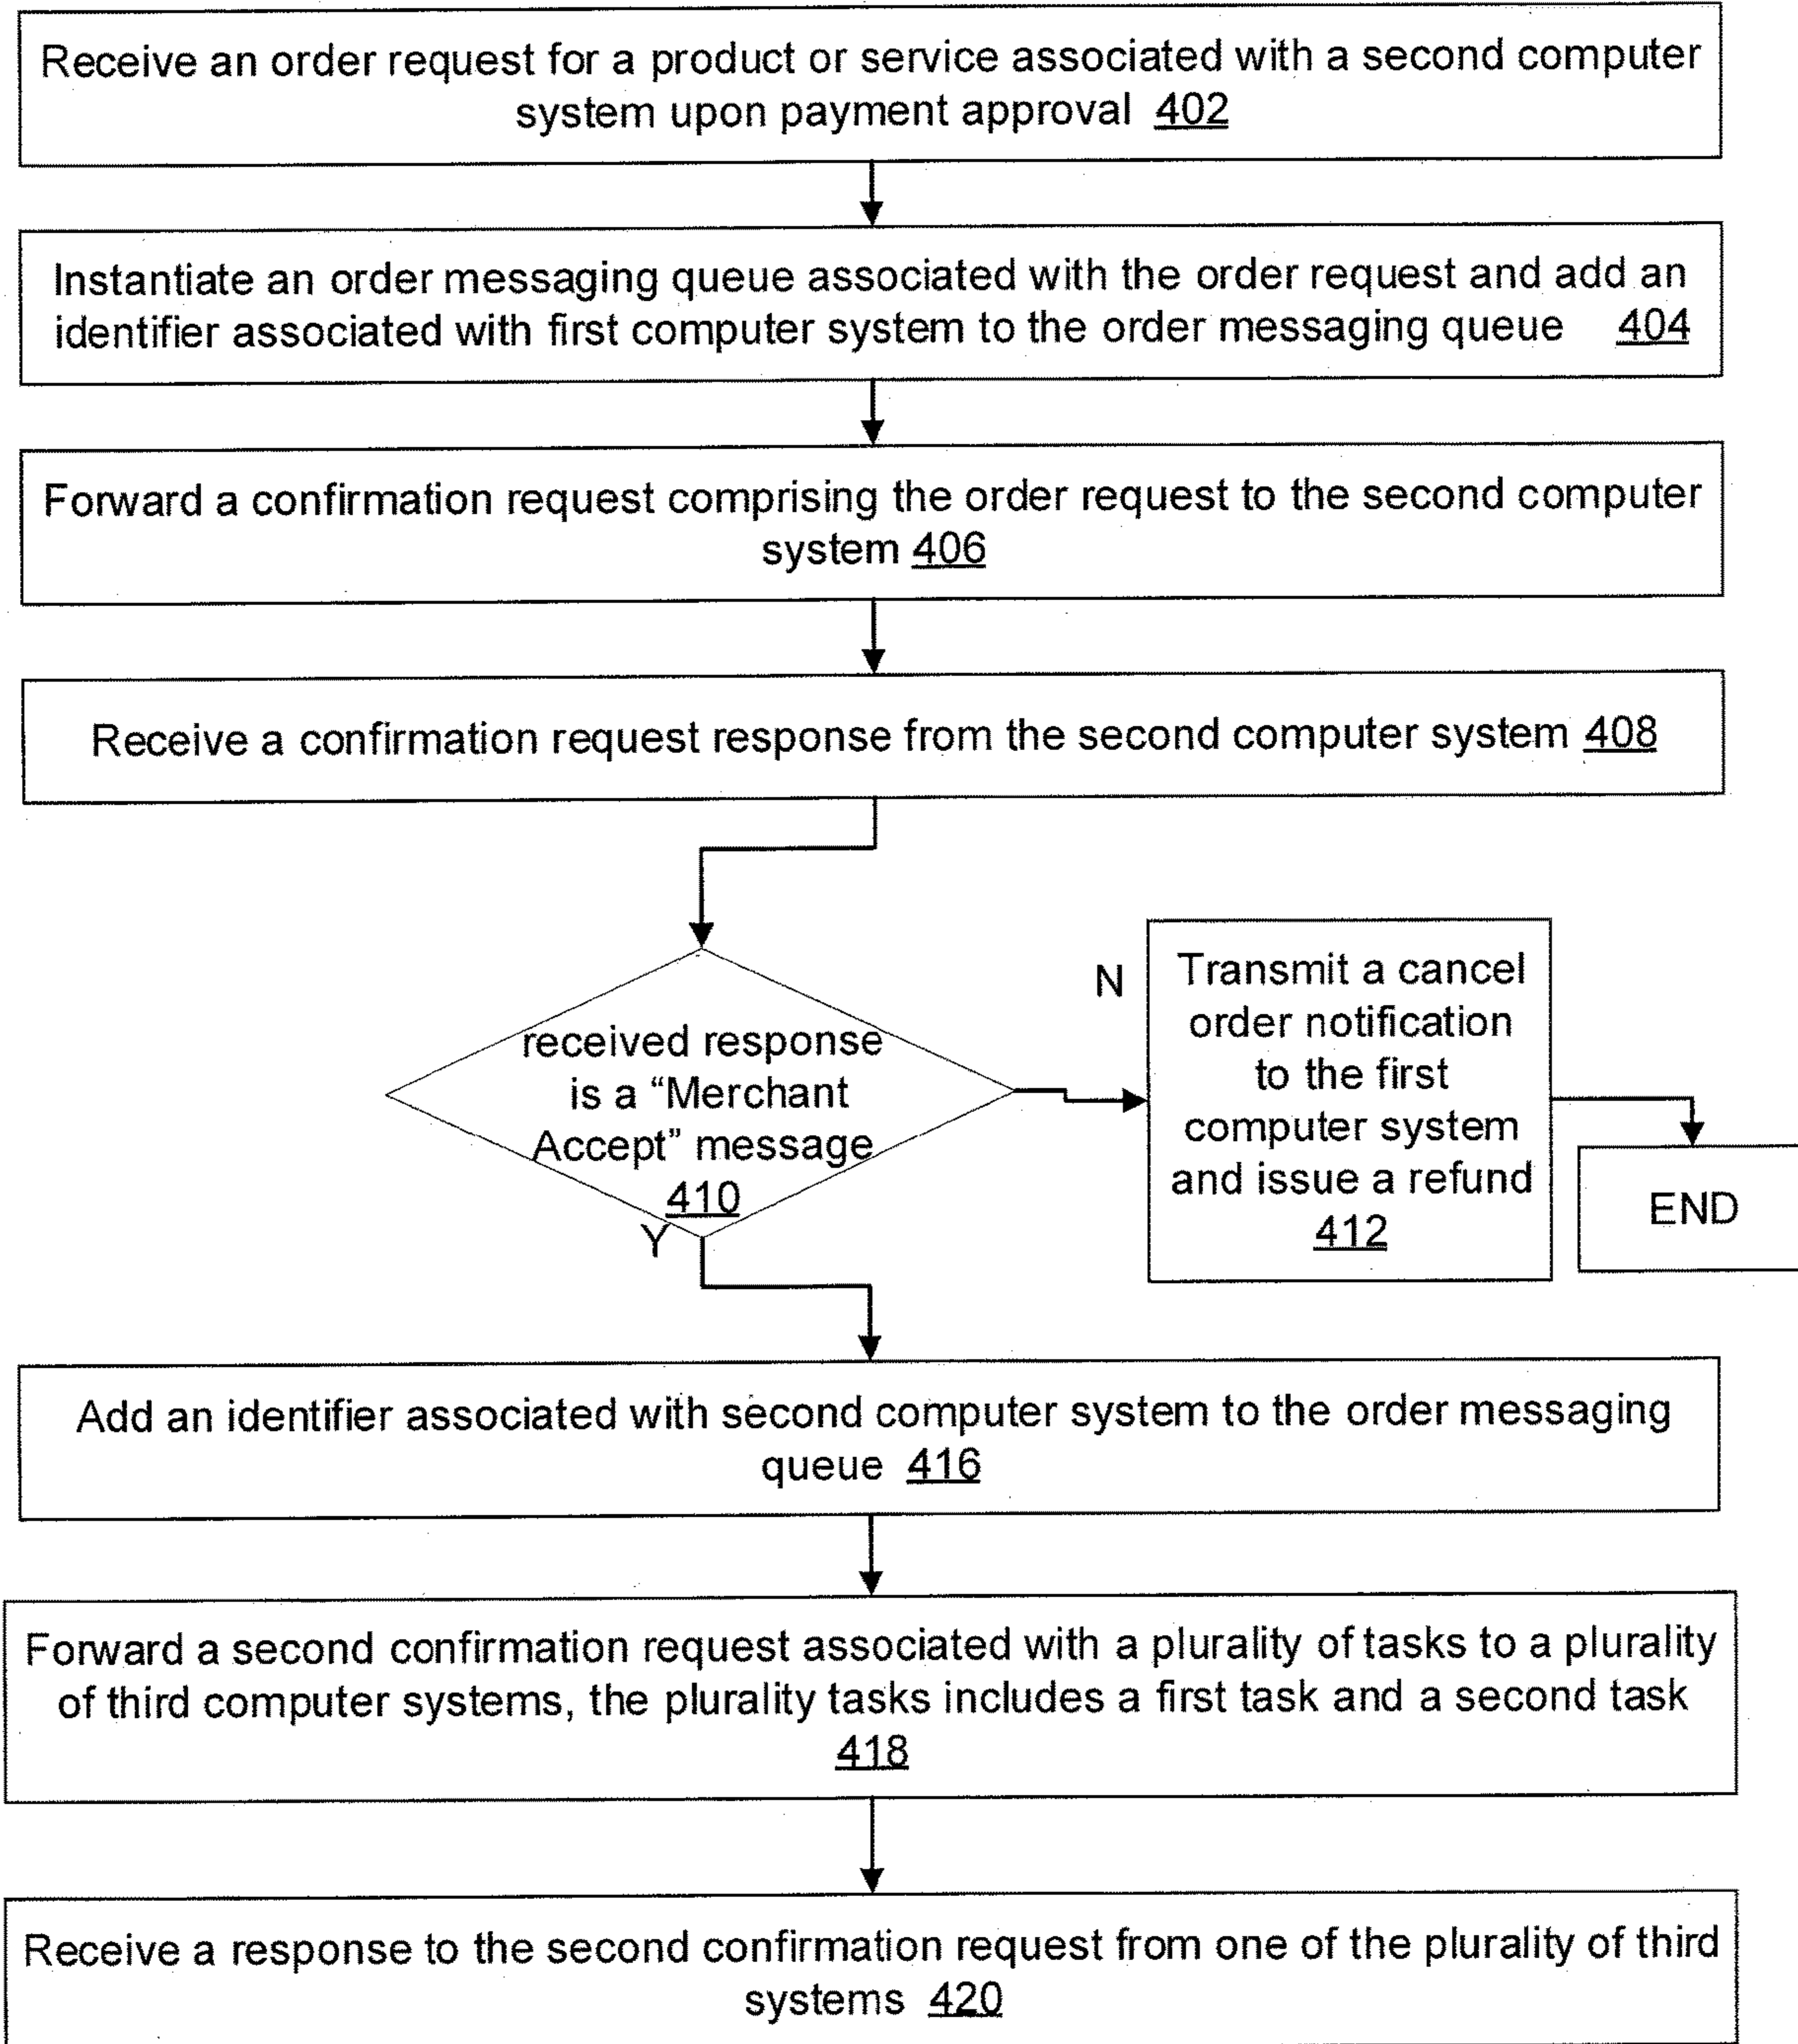 Receive an order request for a product or service associated with a second computer
system upon payment approval 402
Instantiate an order messaging queue associated with the order request and add an
identifier associated with first computer system to the order messaging queue 404
Forward a confirmation request comprising the order request to the second computer
system 406
Receive a confirmation request response from the second computer system 408
received response
is a “Merchant
Accept” message
410
N
Y
Transmit a cancel
order notification
to the first
computer system
and issue a refund
412
END
Add an identifier associated with second computer system to the order messaging
queue 416
Forward a second confirmation request associated with a plurality of tasks to a plurality
of third computer systems, the plurality tasks includes a first task and a second task
418
Receive a response to the second confirmation request from one of the plurality of third
systems 420